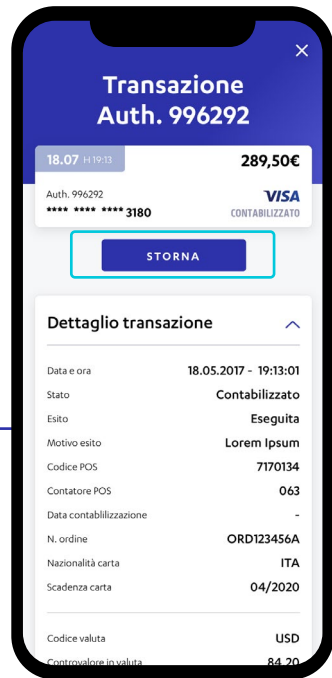 Transazione
Auth. 996292
18.07 H 19:13 289,50€
Auth. 996292 VISA
**** **** **** 3180 CONTABILIZZATO
STORNA
Dettaglio transazione
Data e ora 18.05.2017 - 19:13:01
Stato Contabilizzato
Esito Eseguita
Motivo esito Lorem Ipsum
Codice POS 7170134
Contatore POS 063
Data contablilizzazione -
N. ordine ORD123456A
Nazionalità carta ITA
Scadenza carta 04/2020
Codice valuta USD
Controvalore in valuta 84,20